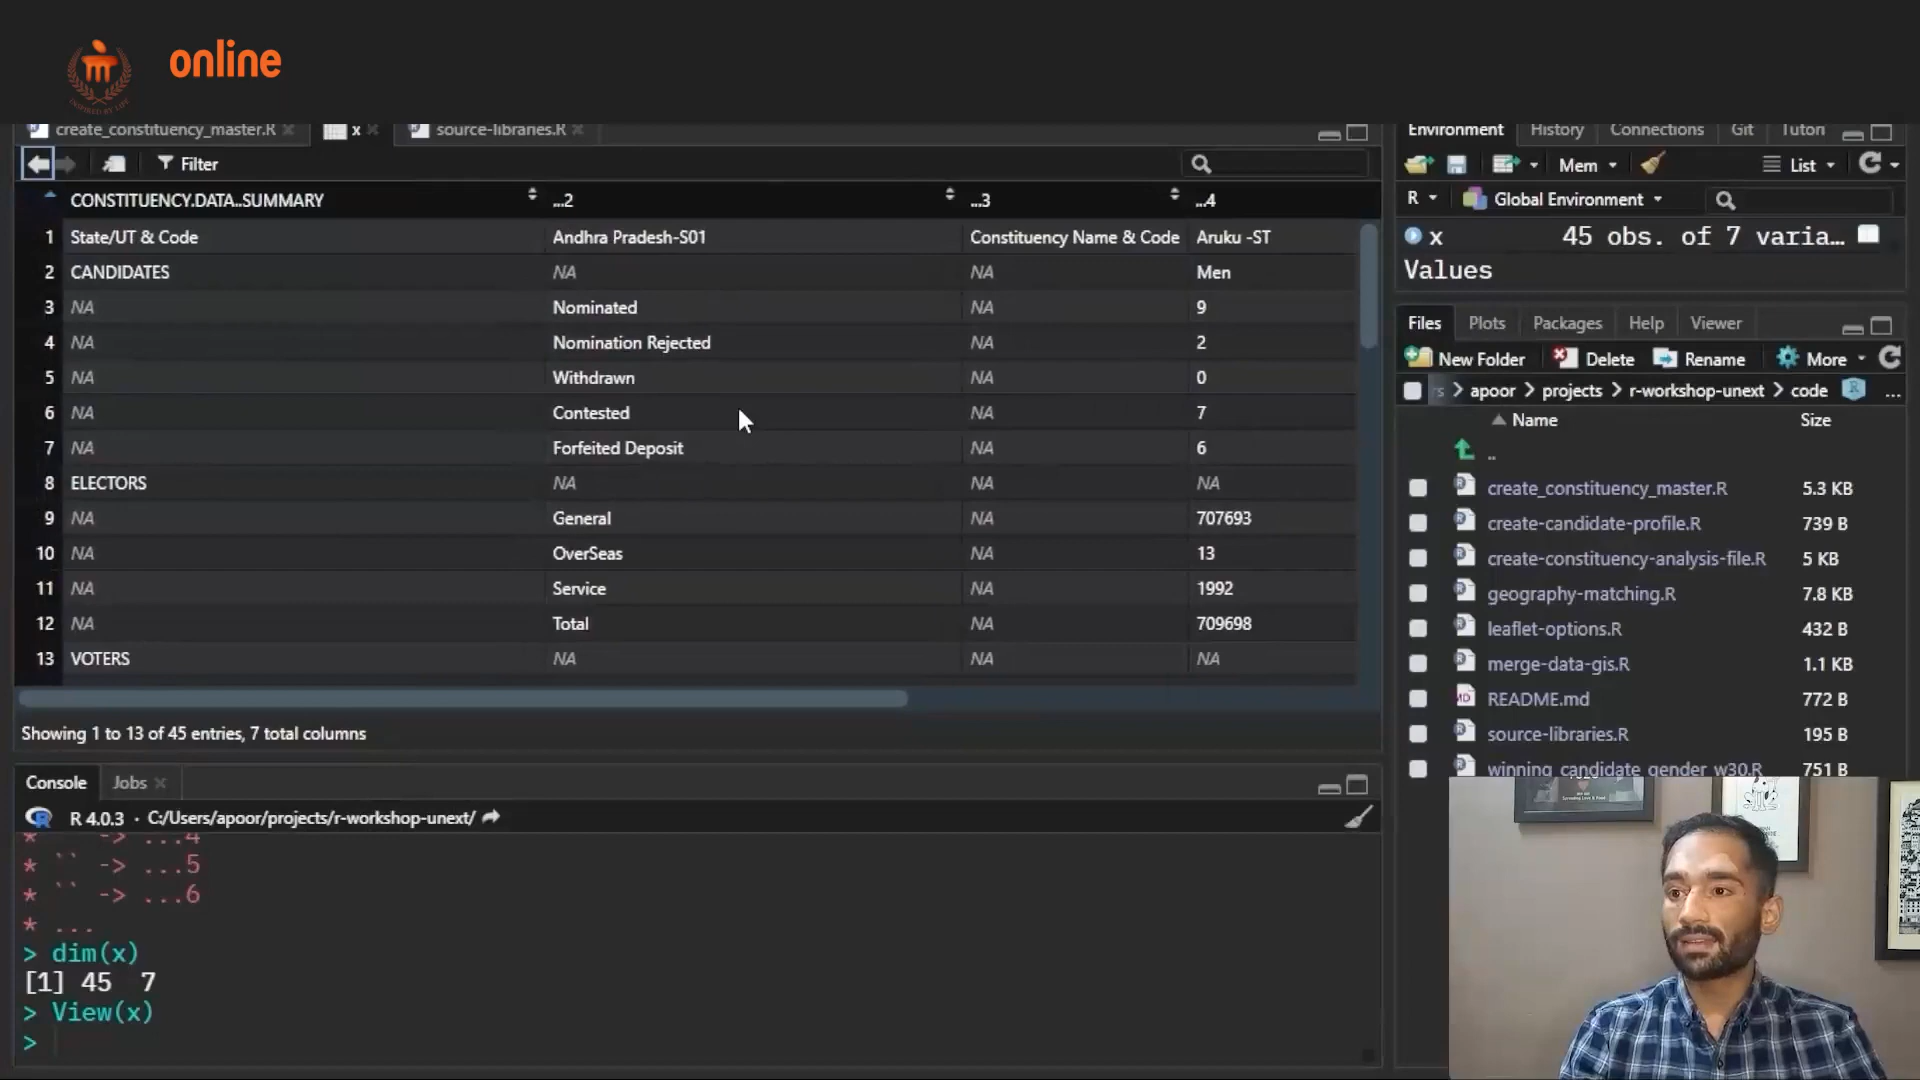 online
INSPIRED BY LIFE
create_constituency_master.R
x
source-libraries.R
Filter
CONSTITUENCY.DATA..SUMMARY ...2 ...3 ...4
1 State/UT & Code Andhra Pradesh-S01 Constituency Name & Code Aruku -ST
2 CANDIDATES NA NA Men
3 NA Nominated NA 9
4 NA Nomination Rejected NA 2
5 NA Withdrawn NA 0
6 NA Contested NA 7
7 NA Forfeited Deposit NA 6
8 ELECTORS NA NA NA
9 NA General NA 707693
10 NA OverSeas NA 13
11 NA Service NA 1992
12 NA Total NA 709698
13 VOTERS NA NA NA
Showing 1 to 13 of 45 entries, 7 total columns
Console Jobs
R 4.0.3 · C:/Users/apoor/projects/r-workshop-unext/
* `` -> ...4
* `` -> ...5
* `` -> ...6
* ...
> dim(x)
[1] 45 7
> View(x)
>
Environment History Connections Git Tutori
Mem List
R Global Environment
x 45 obs. of 7 varia…
Values
Files Plots Packages Help Viewer
New Folder Delete Rename More
apoor > projects > r-workshop-unext > code ...
Name Size
..
create_constituency_master.R 5.3 KB
create-candidate-profile.R 739 B
create-constituency-analysis-file.R 5 KB
geography-matching.R 7.8 KB
leaflet-options.R 432 B
merge-data-gis.R 1.1 KB
README.md 772 B
source-libraries.R 195 B
winning_candidate_gender_w30.R 751 B